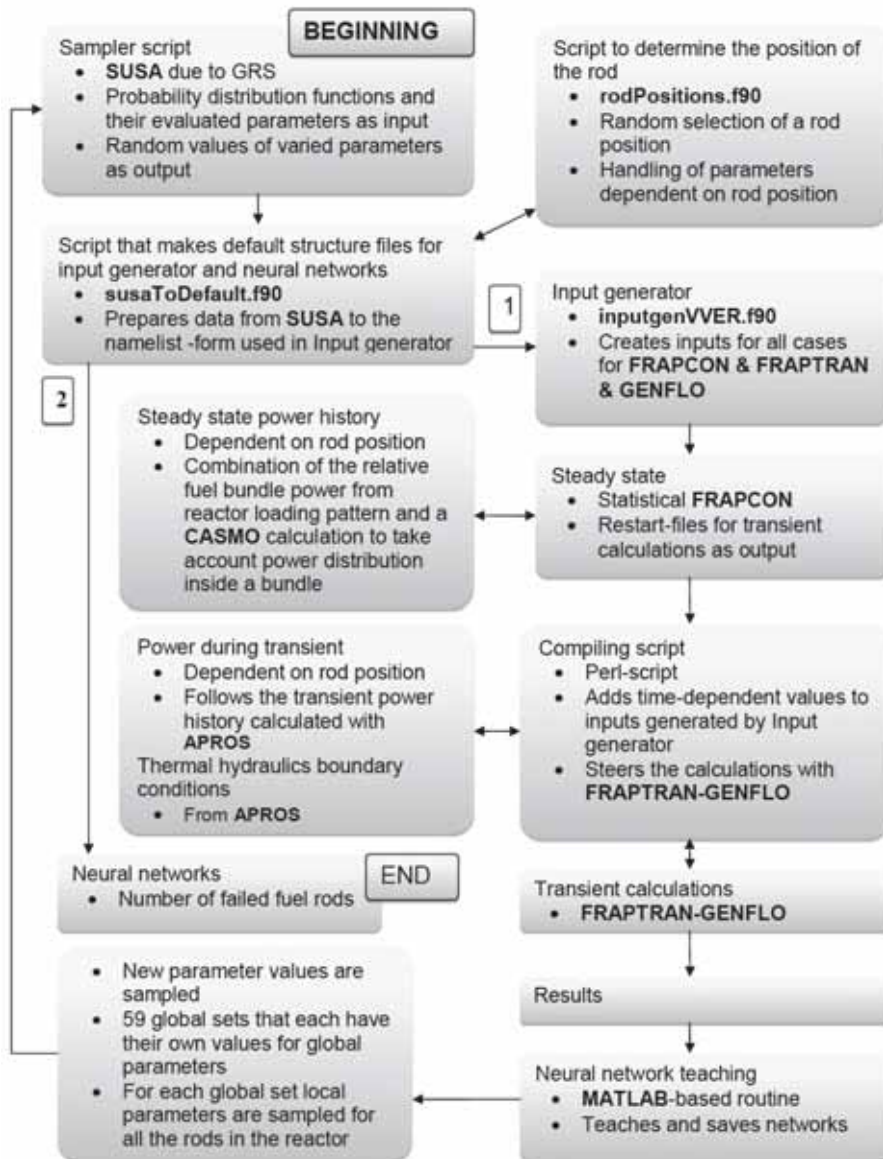 BEGINNING
Sampler script
• SUSA due to GRS
• Probability distribution functions and
their evaluated parameters as input
• Random values of varied parameters
as output
Script to determine the position of
the rod
• rodPositions.f90
• Random selection of a rod
position
• Handling of parameters
dependent on rod position
Script that makes default structure files for
input generator and neural networks
• susaToDefault.f90
• Prepares data from SUSA to the
namelist -form used in Input generator
1
Input generator
• inputgenVVER.f90
• Creates inputs for all cases
for FRAPCON & FRAPTRAN
& GENFLO
2
Steady state power history
• Dependent on rod position
• Combination of the relative
fuel bundle power from
reactor loading pattern and a
CASMO calculation to take
account power distribution
inside a bundle
Steady state
• Statistical FRAPCON
• Restart-files for transient
calculations as output
Power during transient
• Dependent on rod position
• Follows the transient power
history calculated with
APROS
Thermal hydraulics boundary
conditions
• From APROS
Compiling script
• Perl-script
• Adds time-dependent values to
inputs generated by Input
generator
• Steers the calculations with
FRAPTRAN-GENFLO
Neural networks
• Number of failed fuel rods
END
Transient calculations
• FRAPTRAN-GENFLO
Results
• New parameter values are
sampled
• 59 global sets that each have
their own values for global
parameters
• For each global set local
parameters are sampled for
all the rods in the reactor
Neural network teaching
• MATLAB-based routine
• Teaches and saves networks